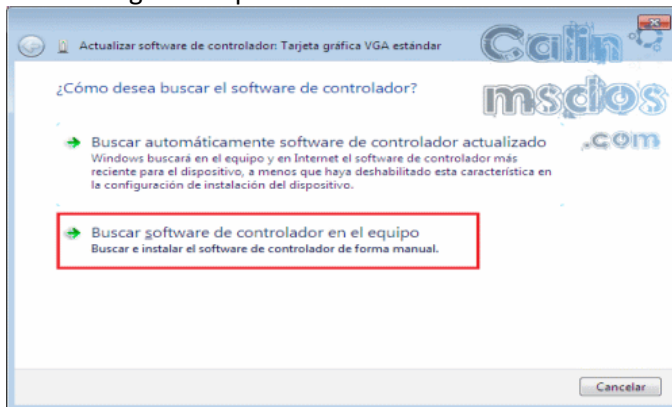 Actualizar software de controlador: Tarjeta gráfica VGA estándar
¿Cómo desea buscar el software de controlador?
Buscar automáticamente software de controlador actualizado
Windows buscará en el equipo y en Internet el software de controlador más
reciente para el dispositivo, a menos que haya deshabilitado esta característica en
la configuración de instalación del dispositivo.
Buscar software de controlador en el equipo
Buscar e instalar el software de controlador de forma manual.
Cancelar
Calin
msdos
.com